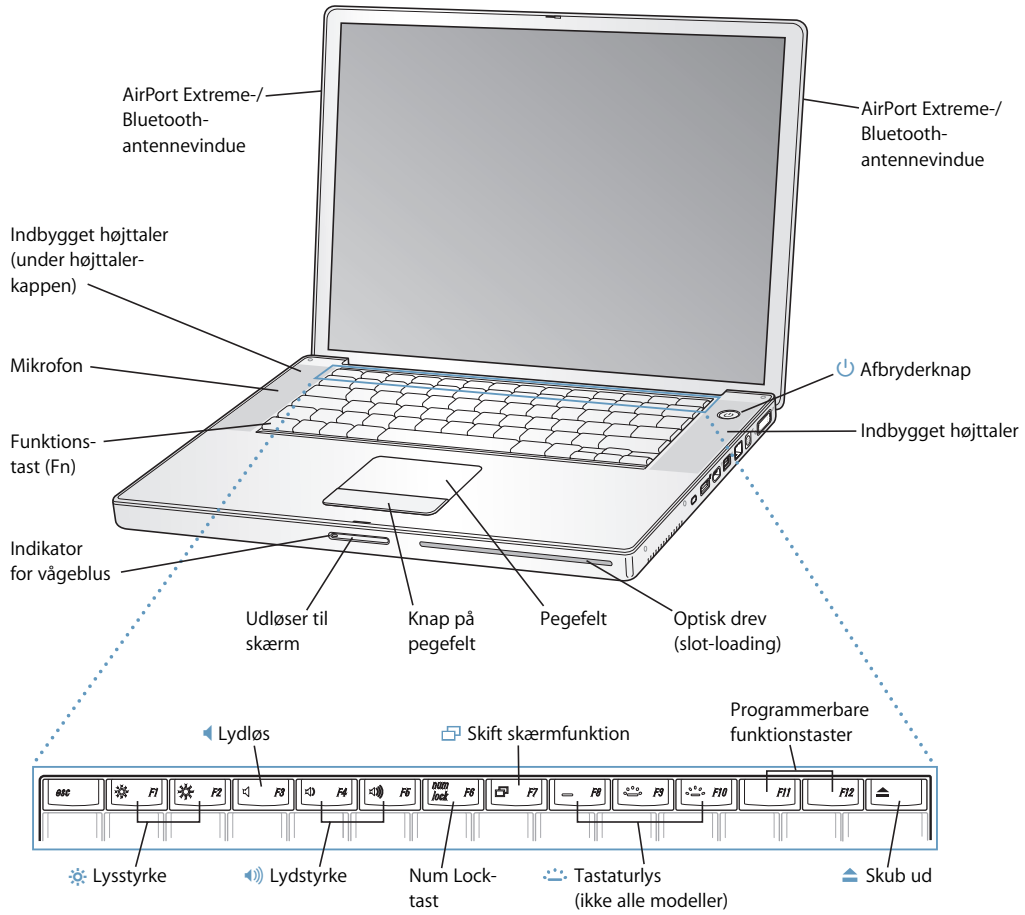 AirPort Extreme-/
Bluetooth-
antennevindue
AirPort Extreme-/
Bluetooth-
antennevindue
Indbygget højttaler
(under højttaler-
kappen)
Mikrofon
Afbryderknap
Funktions-
tast (Fn)
Indbygget højttaler
Indikator
for vågeblus
Udløser til
skærm
Knap på
pegefelt
Pegefelt
Optisk drev
(slot-loading)
Programmerbare
funktionstaster
Lydløs
Skift skærmfunktion
esc F1 F2 F3 F4 F5 num lock F6 F7 F8 F9 F10 F11 F12
Lysstyrke
Lydstyrke
Num Lock-
tast
Tastaturlys
(ikke alle modeller)
Skub ud